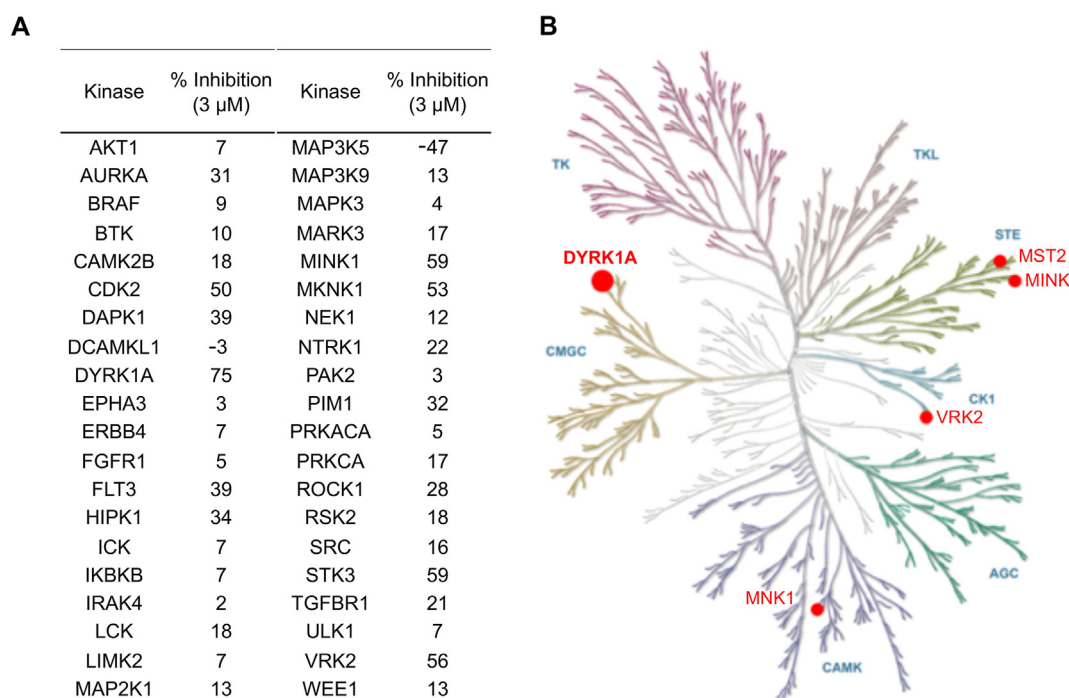 A
Kinase % Inhibition (3 µM) Kinase % Inhibition (3 µM)
AKT1 7 MAP3K5 -47
AURKA 31 MAP3K9 13
BRAF 9 MAPK3 4
BTK 10 MARK3 17
CAMK2B 18 MINK1 59
CDK2 50 MKNK1 53
DAPK1 39 NEK1 12
DCAMKL1 -3 NTRK1 22
DYRK1A 75 PAK2 3
EPHA3 3 PIM1 32
ERBB4 7 PRKACA 5
FGFR1 5 PRKCA 17
FLT3 39 ROCK1 28
HIPK1 34 RSK2 18
ICK 7 SRC 16
IKBKB 7 STK3 59
IRAK4 2 TGFBR1 21
LCK 18 ULK1 7
LIMK2 7 VRK2 56
MAP2K1 13 WEE1 13
B
TK
TKL
STE
MST2
MINK
DYRK1A
CMGC
CK1
VRK2
AGC
MNK1
CAMK